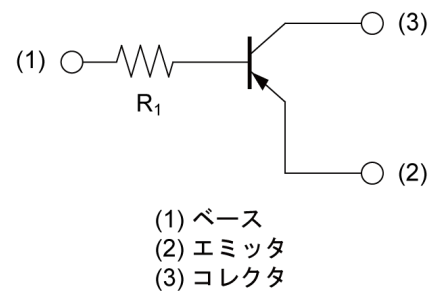 (3)
(1)
R₁
(2)
(1) ベース
(2) エミッタ
(3) コレクタ